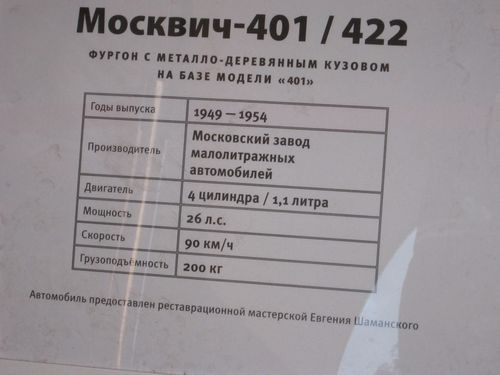 Москвич-401 / 422
ФУРГОН С МЕТАЛЛО-ДЕРЕВЯННЫМ КУЗОВОМ
НА БАЗЕ МОДЕЛИ «401»
Годы выпуска 1949 — 1954
Производитель Московский завод
малолитражных
автомобилей
Двигатель 4 цилиндра / 1,1 литра
Мощность 26 л.с.
Скорость 90 км/ч
Грузоподъёмность 200 кг
Автомобиль предоставлен реставрационной мастерской Евгения Шаманского